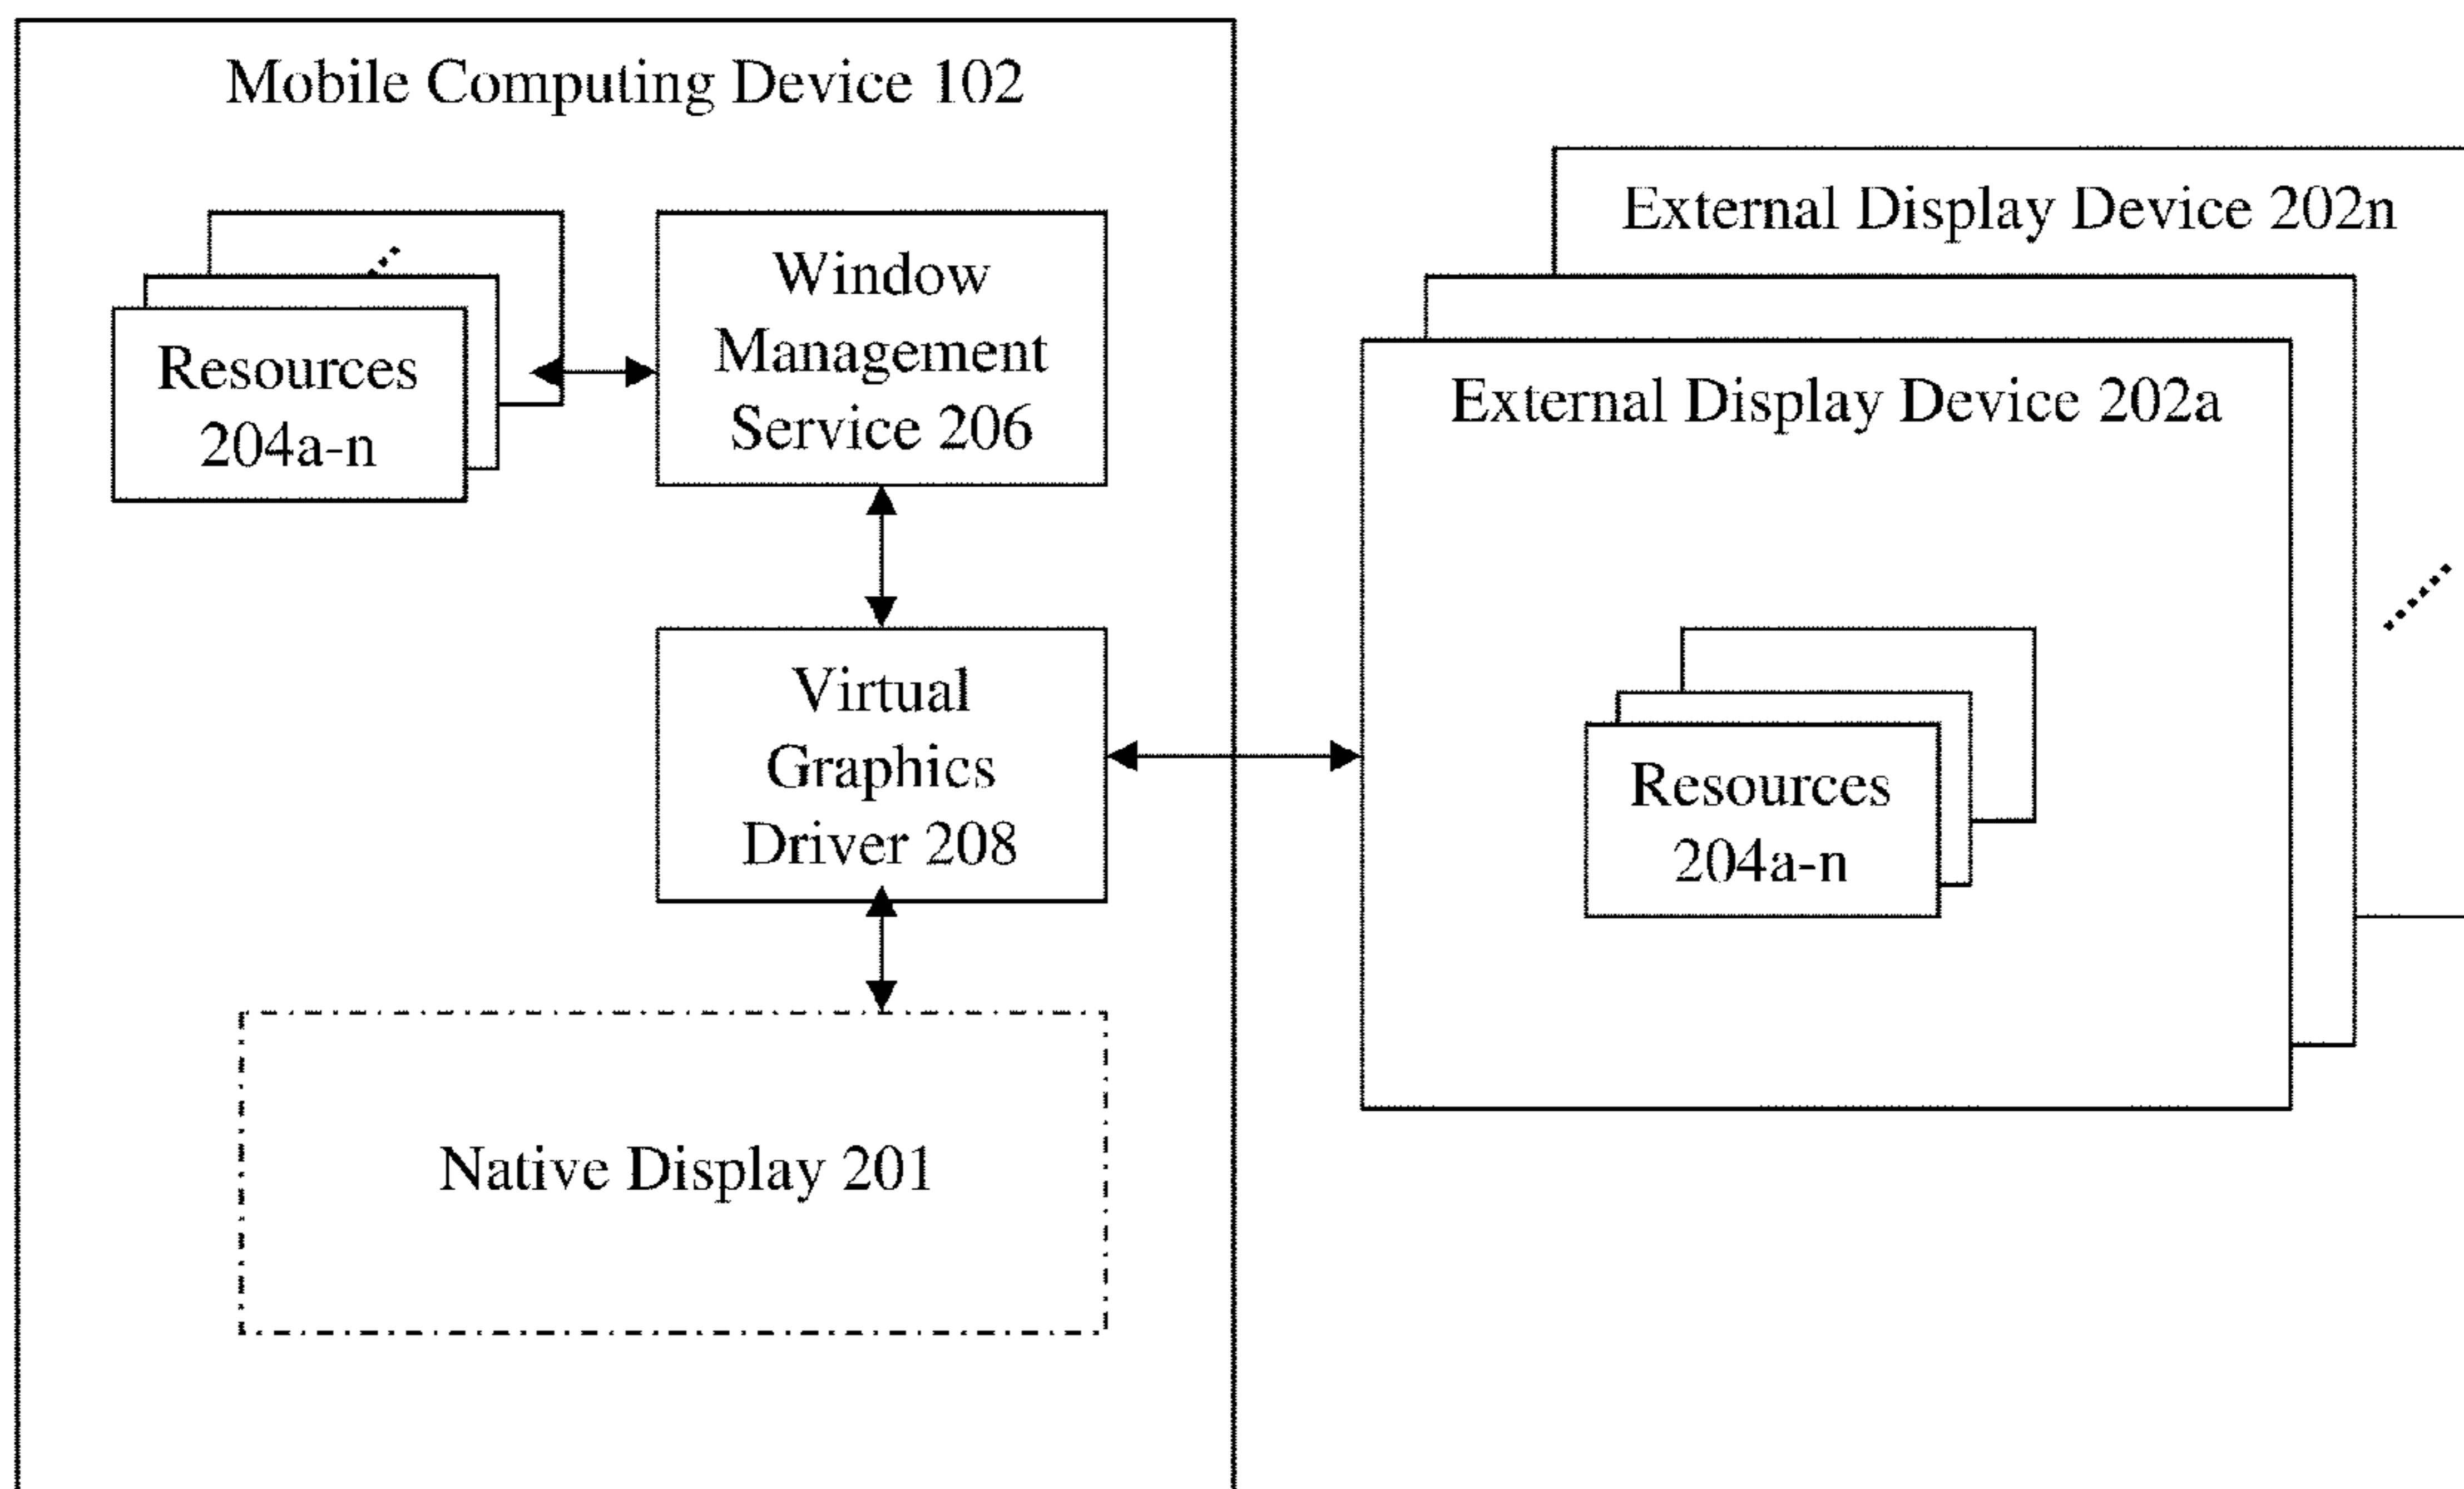 Mobile Computing Device 102
Resources
204a-n
Window
Management
Service 206
Virtual
Graphics
Driver 208
Native Display 201
External Display Device 202n
External Display Device 202a
Resources
204a-n